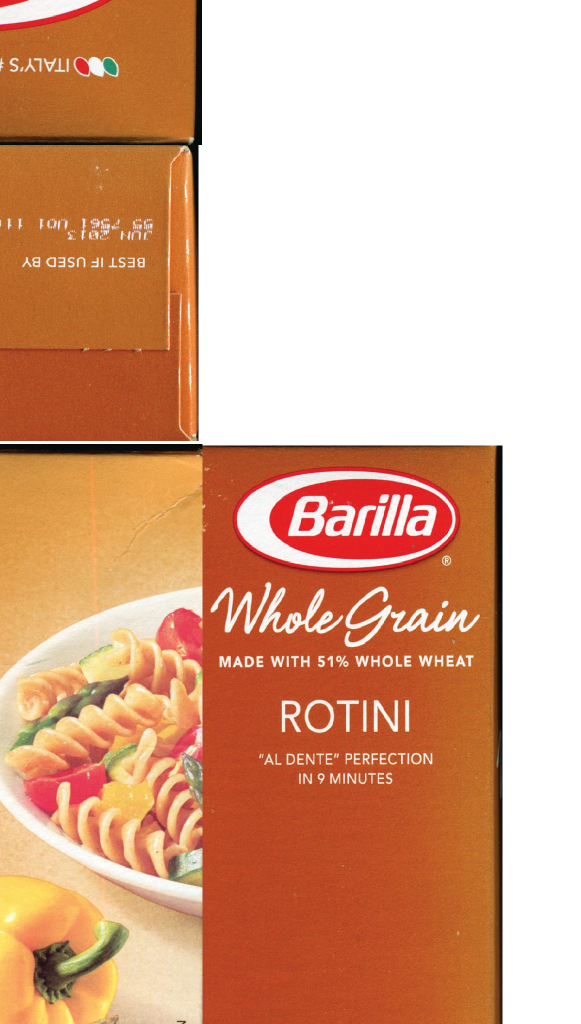 ITALY'S #
BEST IF USED BY
JUN 2013
Barilla
®
Whole Grain
MADE WITH 51% WHOLE WHEAT
ROTINI
"AL DENTE" PERFECTION
IN 9 MINUTES